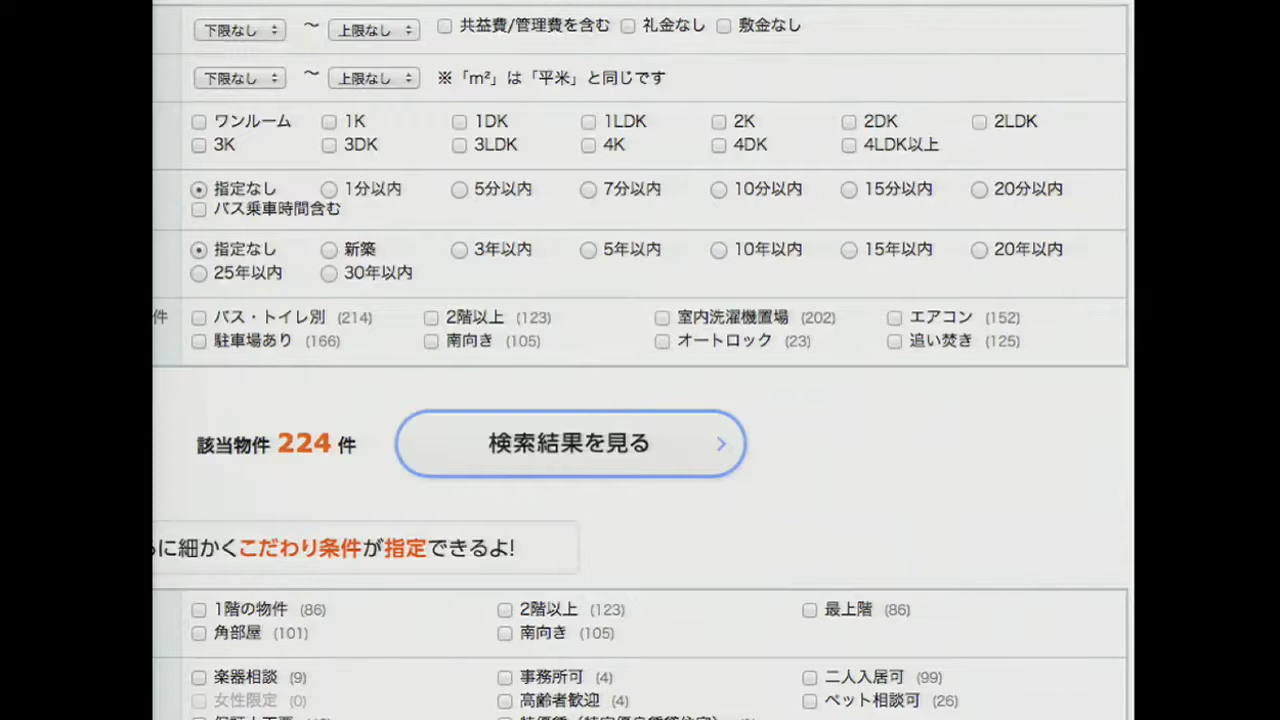 下限なし ～ 上限なし 共益費/管理費を含む 礼金なし 敷金なし
下限なし ～ 上限なし ※「m²」は「平米」と同じです
ワンルーム 1K 1DK 1LDK 2K 2DK 2LDK
3K 3DK 3LDK 4K 4DK 4LDK以上
指定なし 1分以内 5分以内 7分以内 10分以内 15分以内 20分以内
バス乗車時間含む
指定なし 新築 3年以内 5年以内 10年以内 15年以内 20年以内
25年以内 30年以内
件 バス・トイレ別 (214) 2階以上 (123) 室内洗濯機置場 (202) エアコン (152)
駐車場あり (166) 南向き (105) オートロック (23) 追い焚き (125)
該当物件 224 件 検索結果を見る
に細かくこだわり条件が指定できるよ!
1階の物件 (86) 2階以上 (123) 最上階 (86)
角部屋 (101) 南向き (105)
楽器相談 (9) 事務所可 (4) 二人入居可 (99)
女性限定 (0) 高齢者歓迎 (4) ペット相談可 (26)